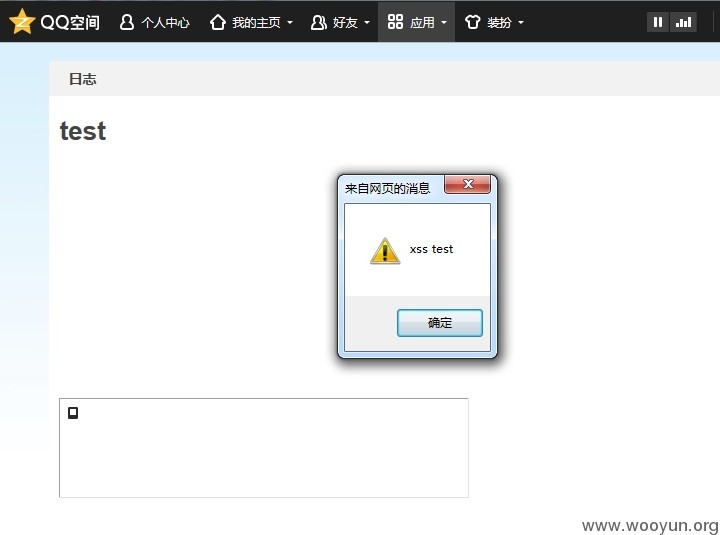 QQ空间 个人中心 我的主页 好友 应用 装扮
日志
test
来自网页的消息
xss test
确定
www.wooyun.org